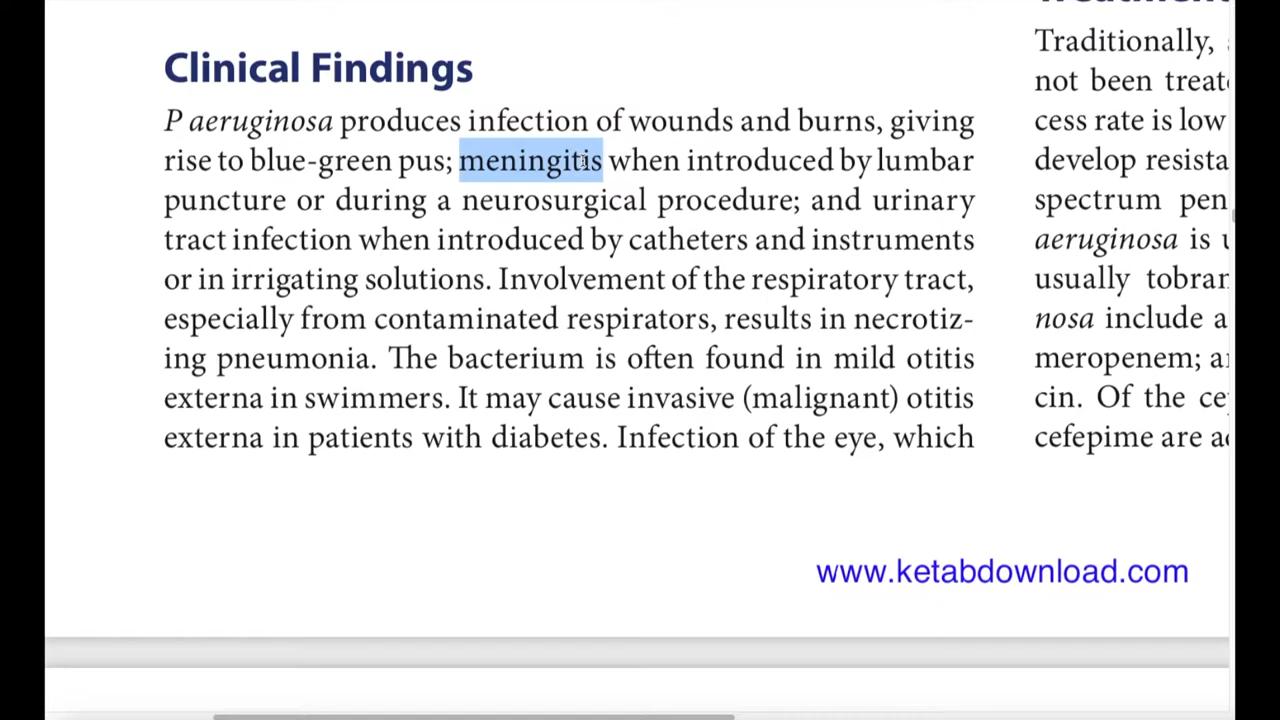 Clinical Findings
P aeruginosa produces infection of wounds and burns, giving
rise to blue-green pus; meningitis when introduced by lumbar
puncture or during a neurosurgical procedure; and urinary
tract infection when introduced by catheters and instruments
or in irrigating solutions. Involvement of the respiratory tract,
especially from contaminated respirators, results in necrotiz-
ing pneumonia. The bacterium is often found in mild otitis
externa in swimmers. It may cause invasive (malignant) otitis
externa in patients with diabetes. Infection of the eye, which
Traditionally,
not been
cess rate is low
develop
spectrum
aeruginosa is
usually
nosa include
meropenem;
cin. Of the
cefepime are
www.ketabdownload.com